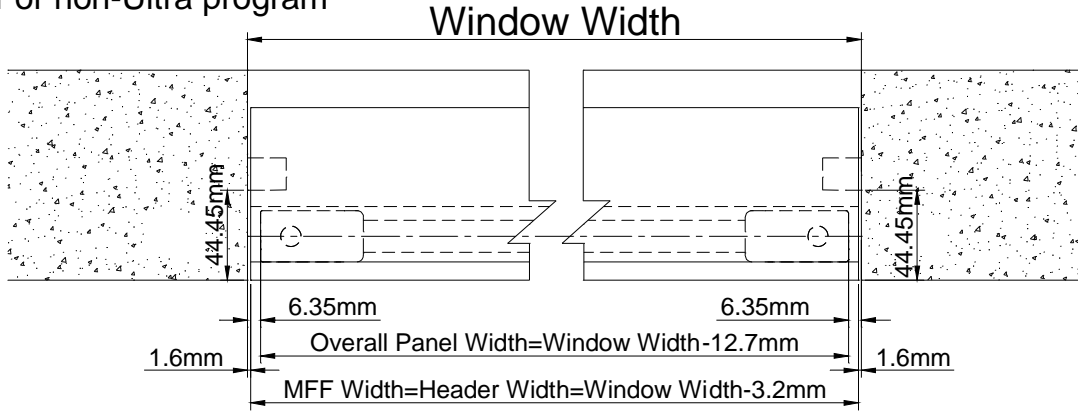 or non-Ultra program
Window Width
44.45mm
44.45mm
6.35mm
6.35mm
Overall Panel Width=Window Width-12.7mm
1.6mm
1.6mm
MFF Width=Header Width=Window Width-3.2mm